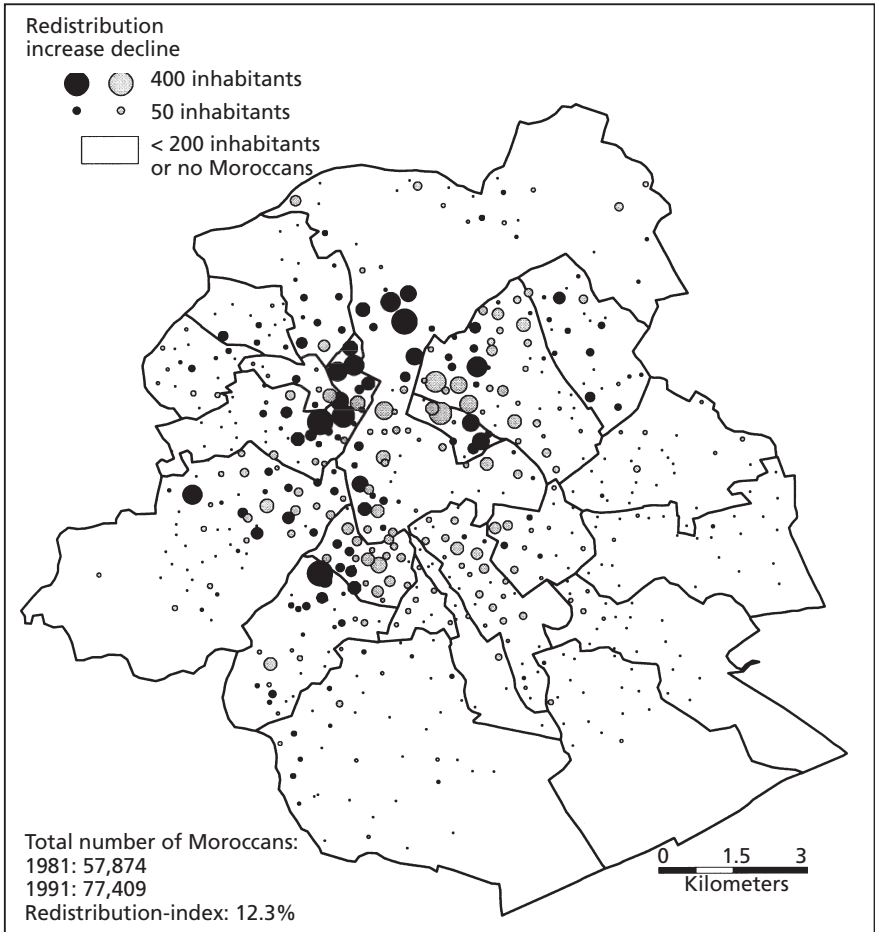 Redistribution
increase decline
400 inhabitants
50 inhabitants
< 200 inhabitants
or no Moroccans
Total number of Moroccans:
1981: 57,874
1991: 77,409
Redistribution-index: 12.3%
0 1.5 3
Kilometers